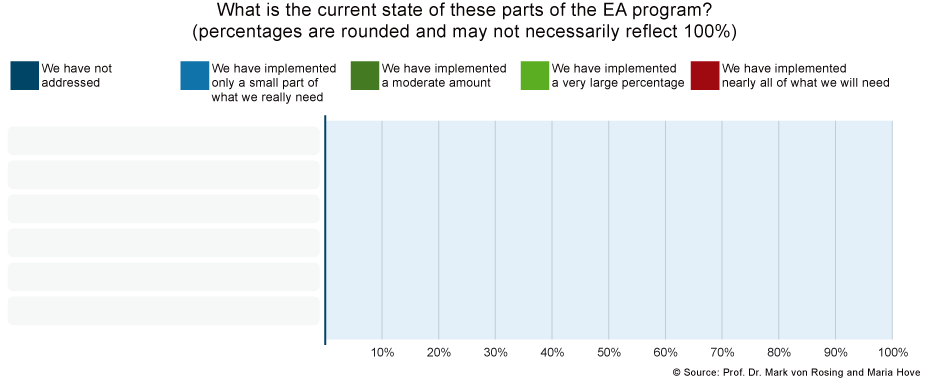 What is the current state of these parts of the EA program?
(percentages are rounded and may not necessarily reflect 100%)
We have not
addressed
We have implemented
only a small part of
what we really need
We have implemented
a moderate amount
We have implemented
a very large percentage
We have implemented
nearly all of what we will need
10% 20% 30% 40% 50% 60% 70% 80% 90% 100%
© Source: Prof. Dr. Mark von Rosing and Maria Hove